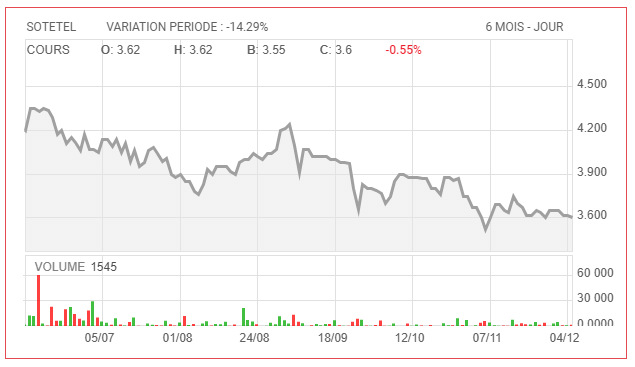 SOTETEL VARIATION PERIODE : -14.29% 6 MOIS - JOUR
COURS O: 3.62 H: 3.62 B: 3.55 C: 3.6 -0.55%
4.500
4.200
3.900
3.600
VOLUME 1545
60 000
30 000
0.0000
05/07 01/08 24/08 18/09 12/10 07/11 04/12